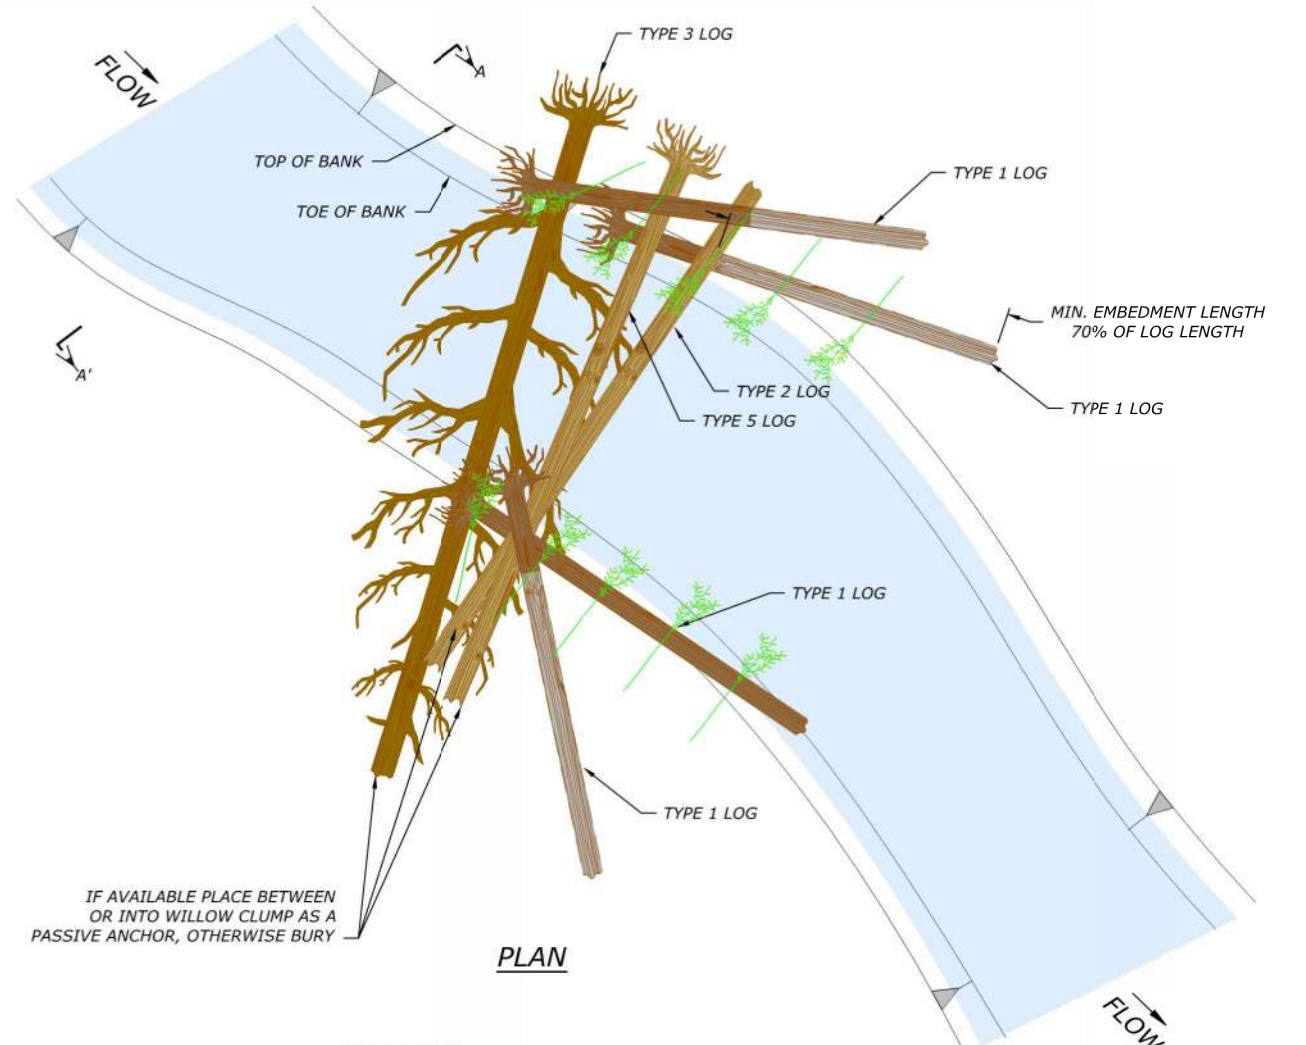 TYPE 3 LOG
A
FLOW
TOP OF BANK
TYPE 1 LOG
TOE OF BANK
MIN. EMBEDMENT LENGTH
70% OF LOG LENGTH
A'
TYPE 2 LOG
TYPE 1 LOG
TYPE 5 LOG
TYPE 1 LOG
TYPE 1 LOG
IF AVAILABLE PLACE BETWEEN
OR INTO WILLOW CLUMP AS A
PASSIVE ANCHOR, OTHERWISE BURY
PLAN
FLOW